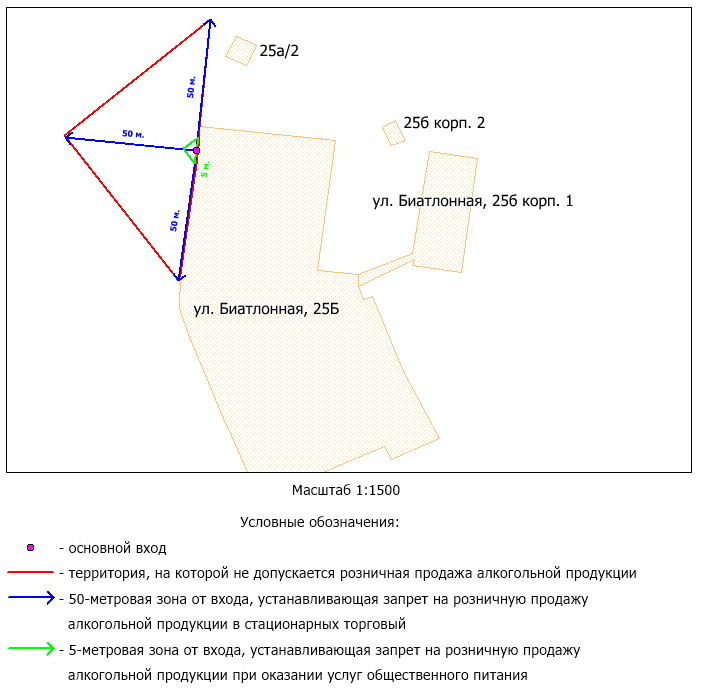 25а/2
50 м.
25б корп. 2
50 м.
5 м.
ул. Биатлонная, 25б корп. 1
50 м.
ул. Биатлонная, 25Б
Масштаб 1:1500
Условные обозначения:
- основной вход
- территория, на которой не допускается розничная продажа алкогольной продукции
- 50-метровая зона от входа, устанавливающая запрет на розничную продажу
алкогольной продукции в стационарных торговый
- 5-метровая зона от входа, устанавливающая запрет на розничную продажу
алкогольной продукции при оказании услуг общественного питания